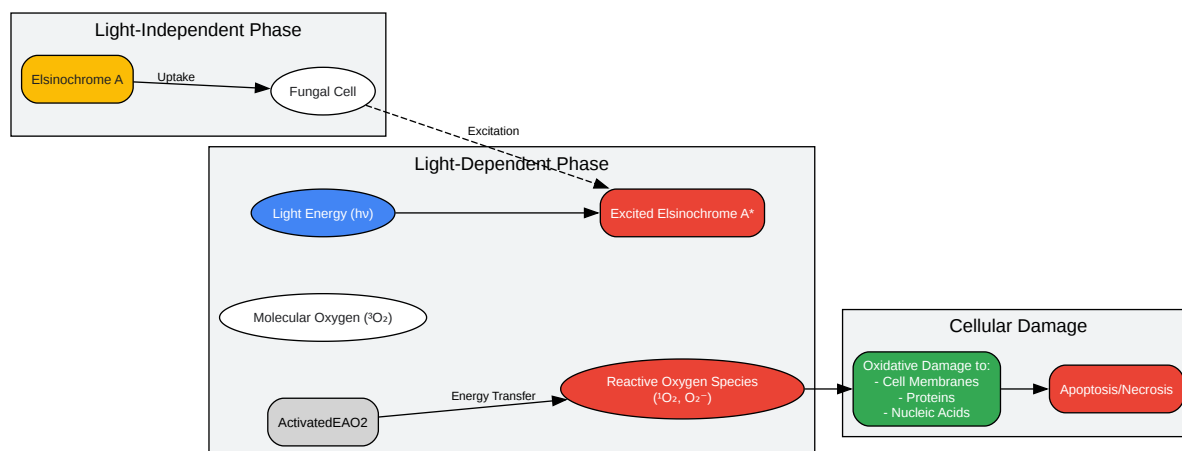 Light-Independent Phase
Elsinochrome A
Uptake
Fungal Cell
Excitation
Light-Dependent Phase
Light Energy (hν)
Excited Elsinochrome A*
Molecular Oxygen (³O₂)
ActivatedEAO2
Energy Transfer
Reactive Oxygen Species
(¹O₂, O₂⁻)
Cellular Damage
Oxidative Damage to:
- Cell Membranes
- Proteins
- Nucleic Acids
Apoptosis/Necrosis